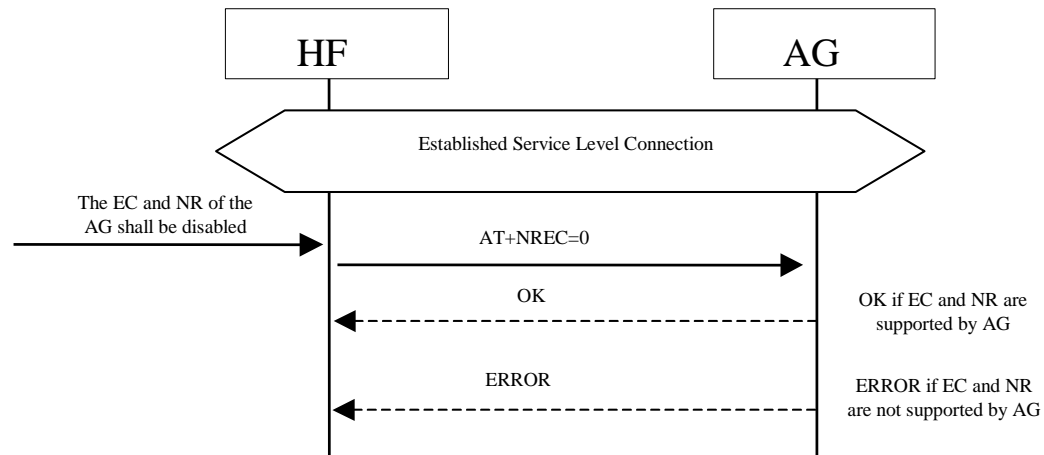 HF
AG
Established Service Level Connection
The EC and NR of the
AG shall be disabled
AT+NREC=0
OK
OK if EC and NR are
supported by AG
ERROR
ERROR if EC and NR
are not supported by AG